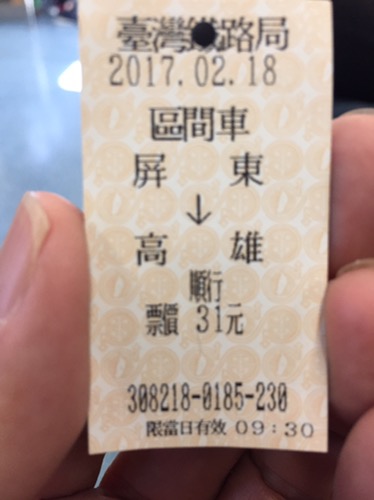 臺灣鐵路局
2017.02.18
區間車
屏東
↓
高雄
順行
票價 31元
308218-0185-230
限當日有效 09:30